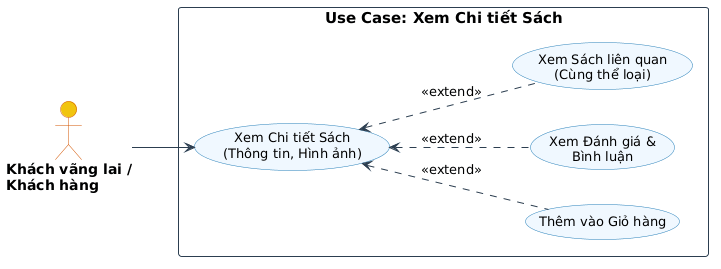 Use Case: Xem Chi tiết Sách
Khách vãng lai /
Khách hàng
Xem Chi tiết Sách
(Thông tin, Hình ảnh)
«extend»
Xem Sách liên quan
(Cùng thể loại)
«extend»
Xem Đánh giá &
Bình luận
«extend»
Thêm vào Giỏ hàng